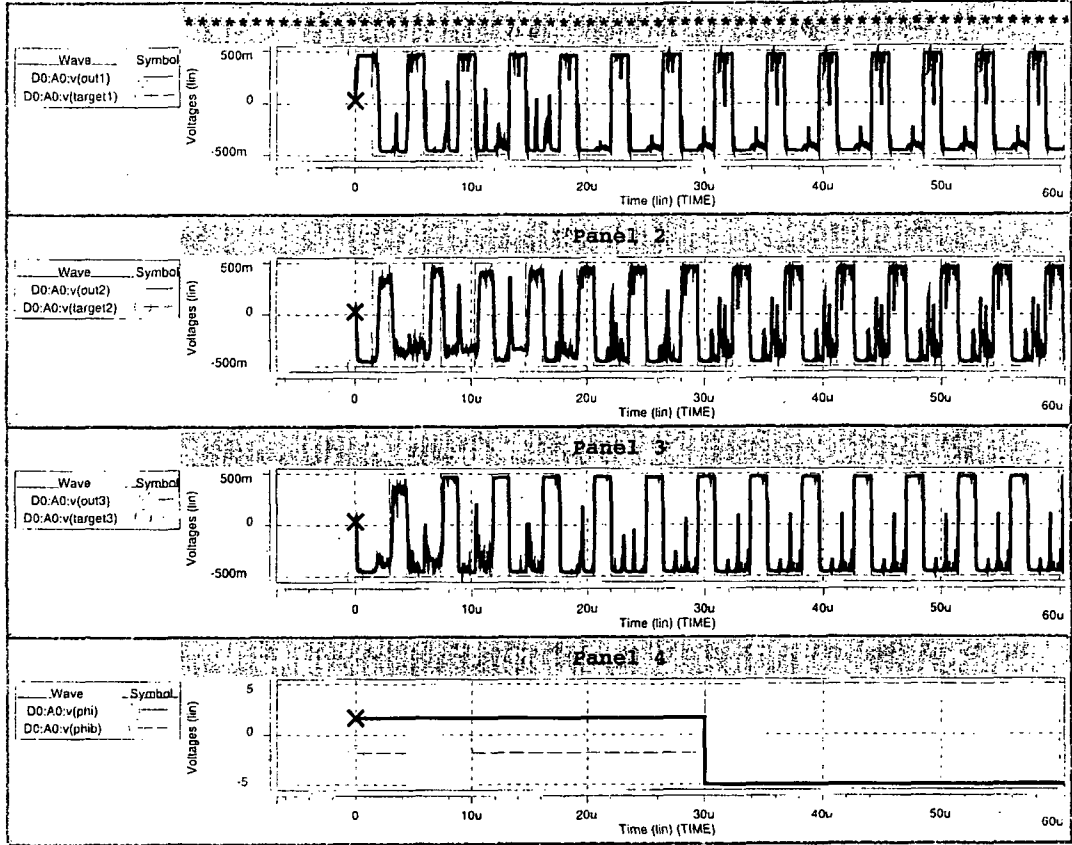 * * * * * * * * * * * * * * * * * * * * * * * * * * * * * * * * * * * * * * * * * * * * * * * * * * * * * * * * * * *
Wave Symbol
D0:A0:v(out1)
D0:A0:v(target1)
Voltages (lin)
500m
0
-500m
0 10u 20u 30u 40u 50u 60u
Time (lin) (TIME)
Panel 2
Wave Symbol
D0:A0:v(out2)
D0:A0:v(target2)
Voltages (lin)
500m
0
-500m
0 10u 20u 30u 40u 50u 60u
Time (lin) (TIME)
Panel 3
Wave Symbol
D0:A0:v(out3)
D0:A0:v(target3)
Voltages (lin)
500m
0
-500m
0 10u 20u 30u 40u 50u 60u
Time (lin) (TIME)
Panel 4
Wave Symbol
D0:A0:v(phi)
D0:A0:v(phib)
Voltages (lin)
5
0
-5
0 10u 20u 30u 40u 50u 60u
Time (lin) (TIME)